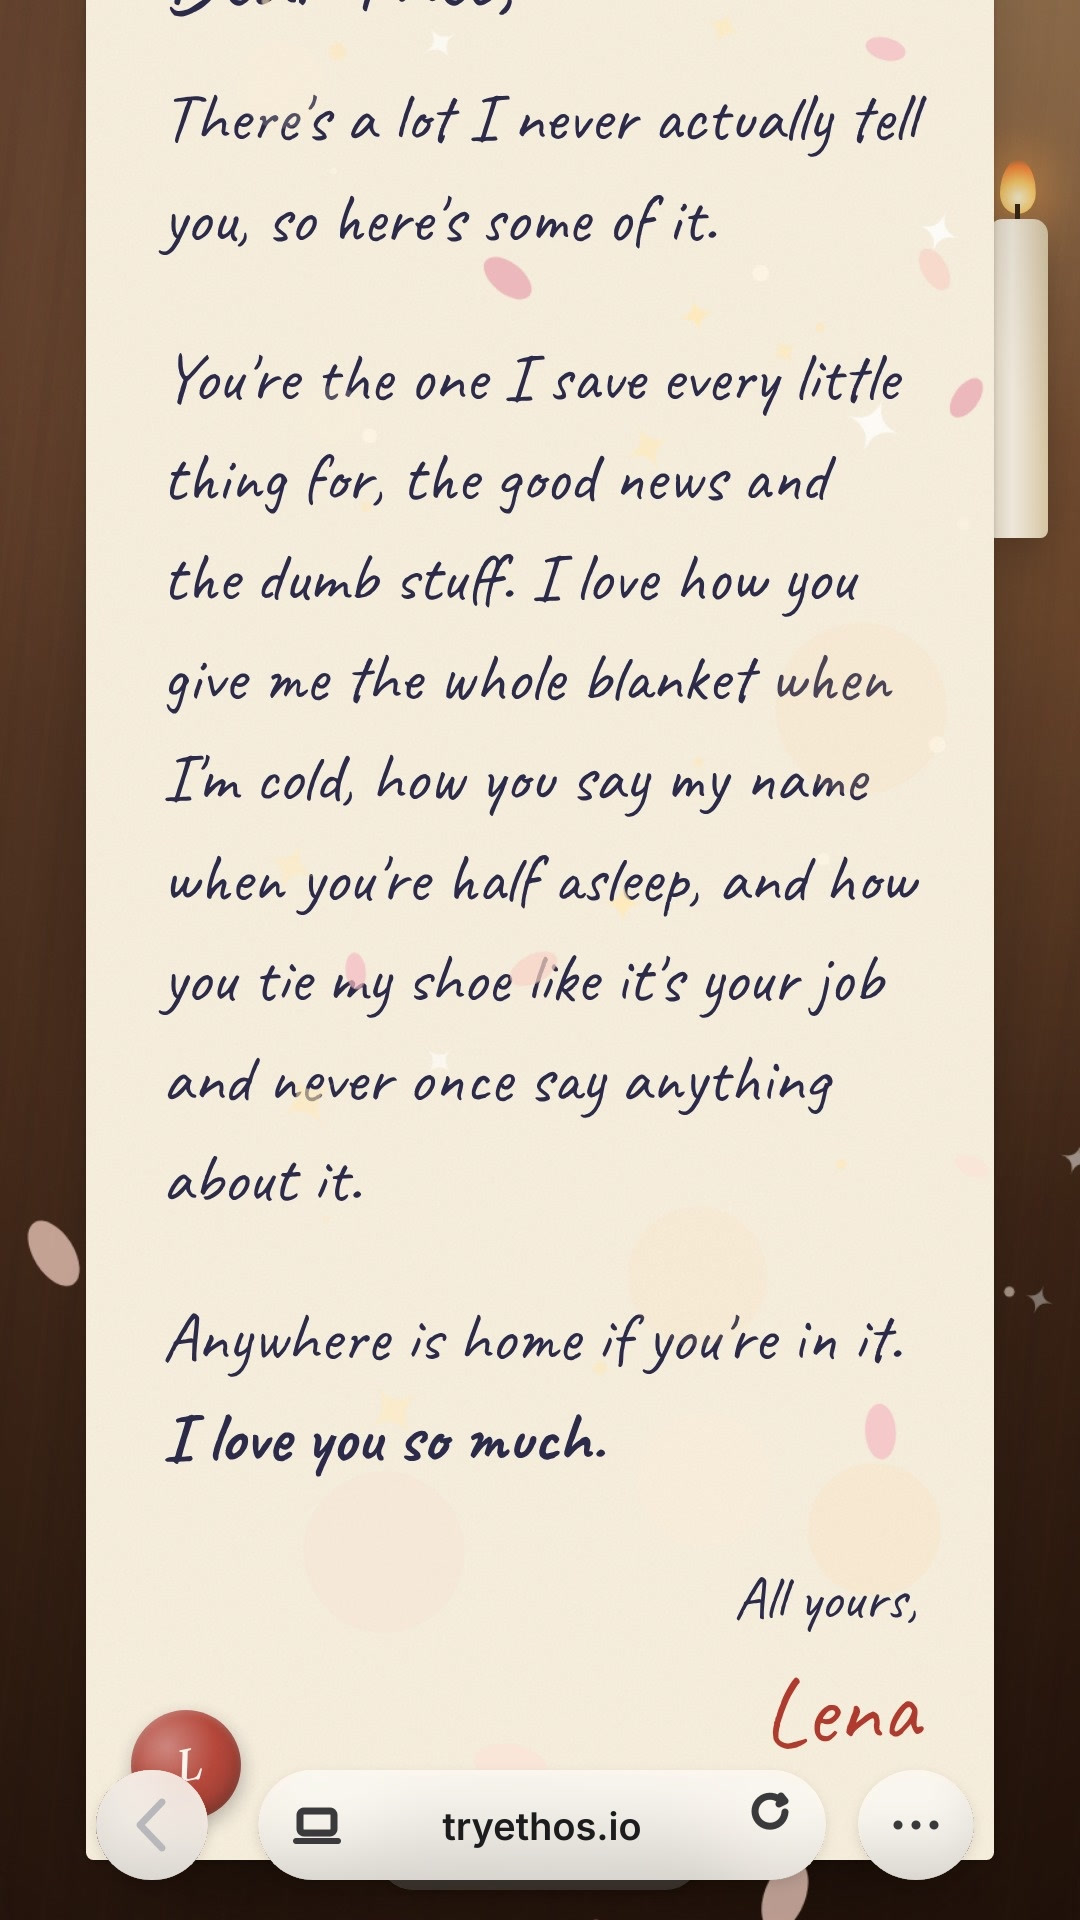 There's a lot I never actually tell
you, so here's some of it.
You're the one I save every little
thing for, the good news and
the dumb stuff. I love how you
give me the whole blanket when
I'm cold, how you say my name
when you're half asleep, and how
you tie my shoe like it's your job
and never once say anything
about it.
Anywhere is home if you're in it.
I love you so much.
All yours,
Lena
L
tryethos.io